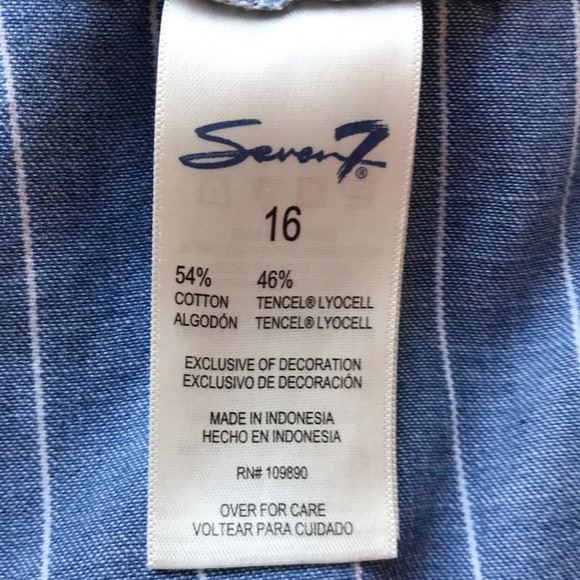 Seven7®
16
54% 46%
COTTON TENCEL® LYOCELL
ALGODÓN TENCEL® LYOCELL
EXCLUSIVE OF DECORATION
EXCLUSIVO DE DECORACIÓN
MADE IN INDONESIA
HECHO EN INDONESIA
RN# 109890
OVER FOR CARE
VOLTEAR PARA CUIDADO